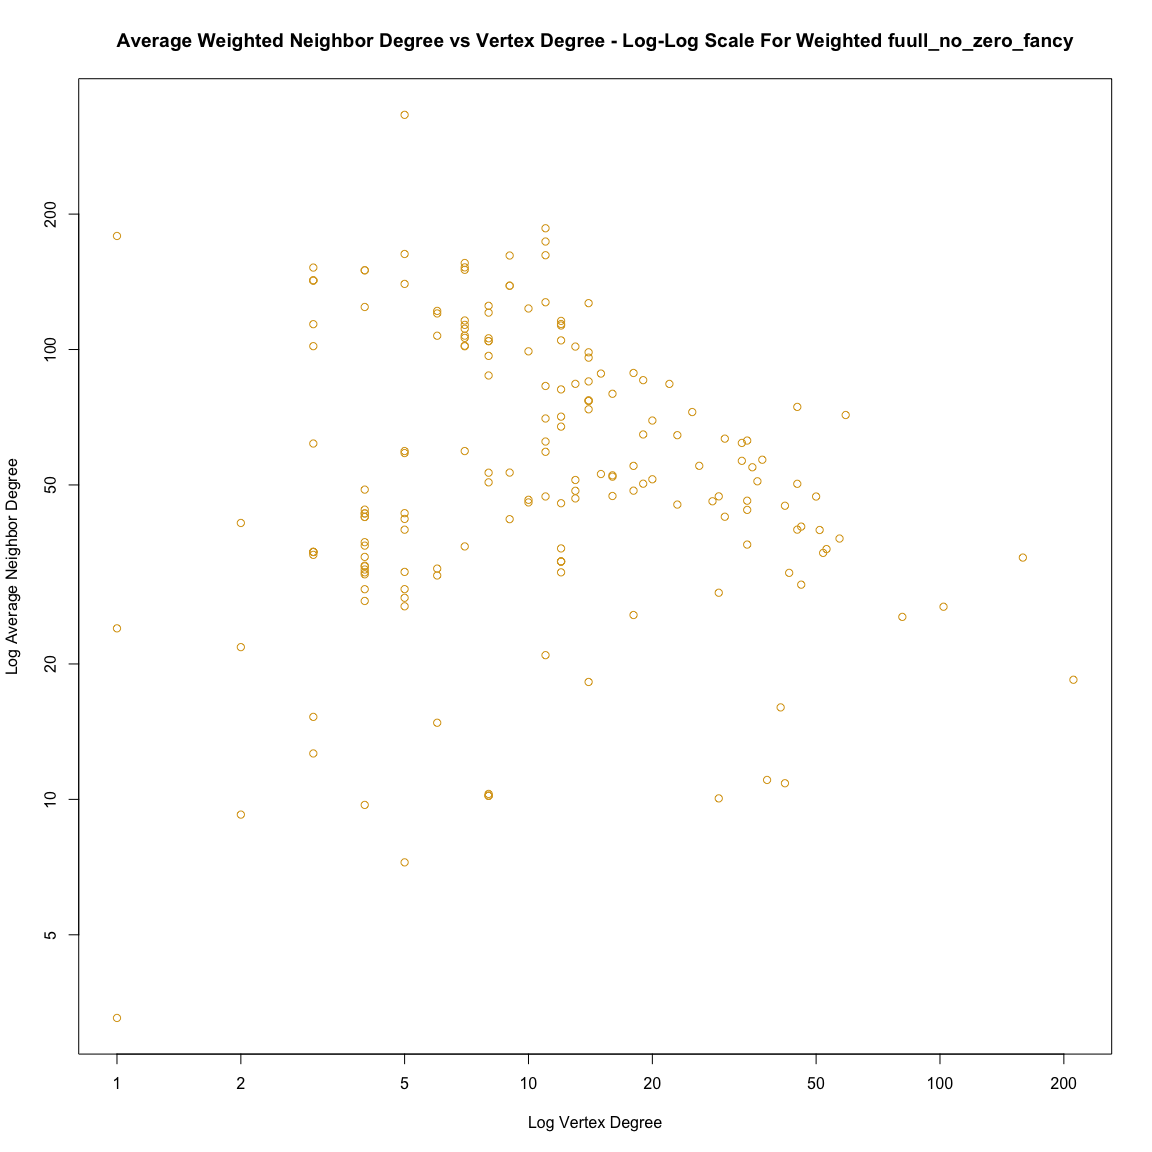 Average Weighted Neighbor Degree vs Vertex Degree - Log-Log Scale For Weighted fuull_no_zero_fancy
Log Average Neighbor Degree
200
100
50
20
10
5
1 2 5 10 20 50 100 200
Log Vertex Degree